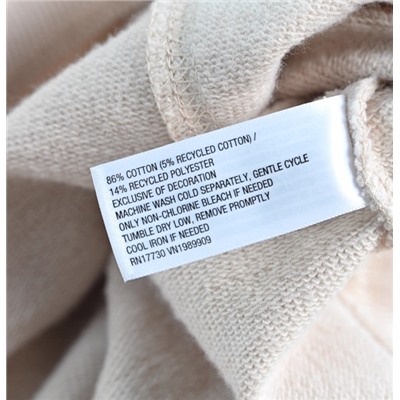 86% COTTON (5% RECYCLED COTTON) /
14% RECYCLED POLYESTER
EXCLUSIVE OF DECORATION
MACHINE WASH COLD SEPARATELY, GENTLE CYCLE
ONLY NON-CHLORINE BLEACH IF NEEDED
TUMBLE DRY LOW, REMOVE PROMPTLY
COOL IRON IF NEEDED
RN17730 VN1989909